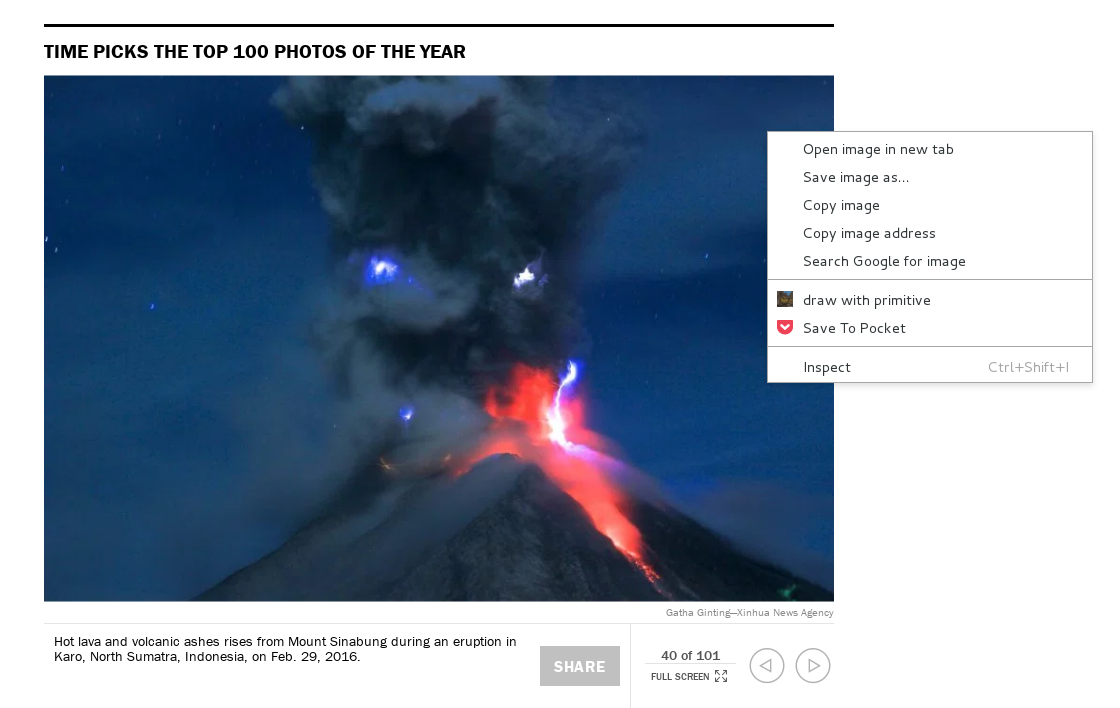 TIME PICKS THE TOP 100 PHOTOS OF THE YEAR
Open image in new tab
Save image as...
Copy image
Copy image address
Search Google for image
draw with primitive
Save To Pocket
Inspect Ctrl+Shift+I
Gatha Ginting—Xinhua News Agency
Hot lava and volcanic ashes rises from Mount Sinabung during an eruption in
Karo, North Sumatra, Indonesia, on Feb. 29, 2016.
SHARE
40 of 101
FULL SCREEN